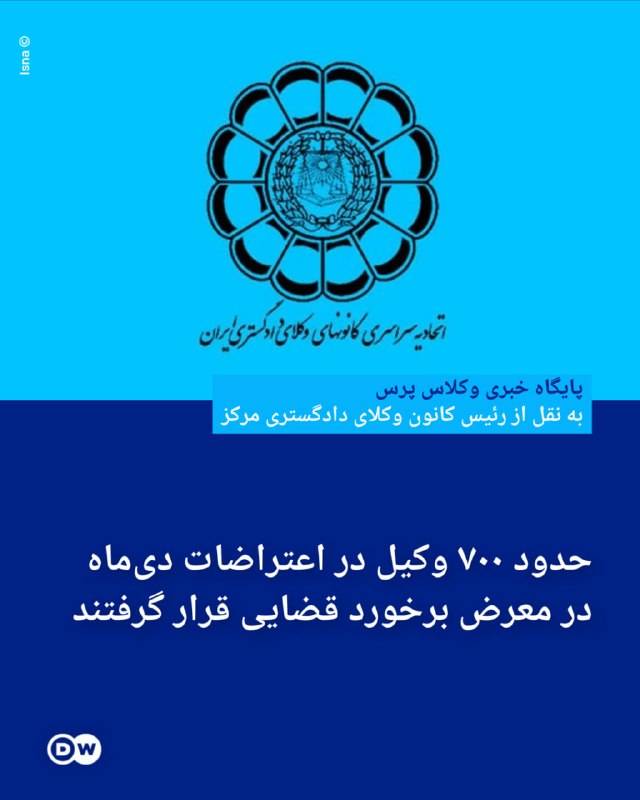 Isna ©
اتحادیه سراسری کانونهای وکلای دادگستری ایران
پایگاه خبری وکلاس پرس
به نقل از رئیس کانون وکلای دادگستری مرکز
حدود ۷۰۰ وکیل در اعتراضات دی‌ماه
در معرض برخورد قضایی قرار گرفتند
DW